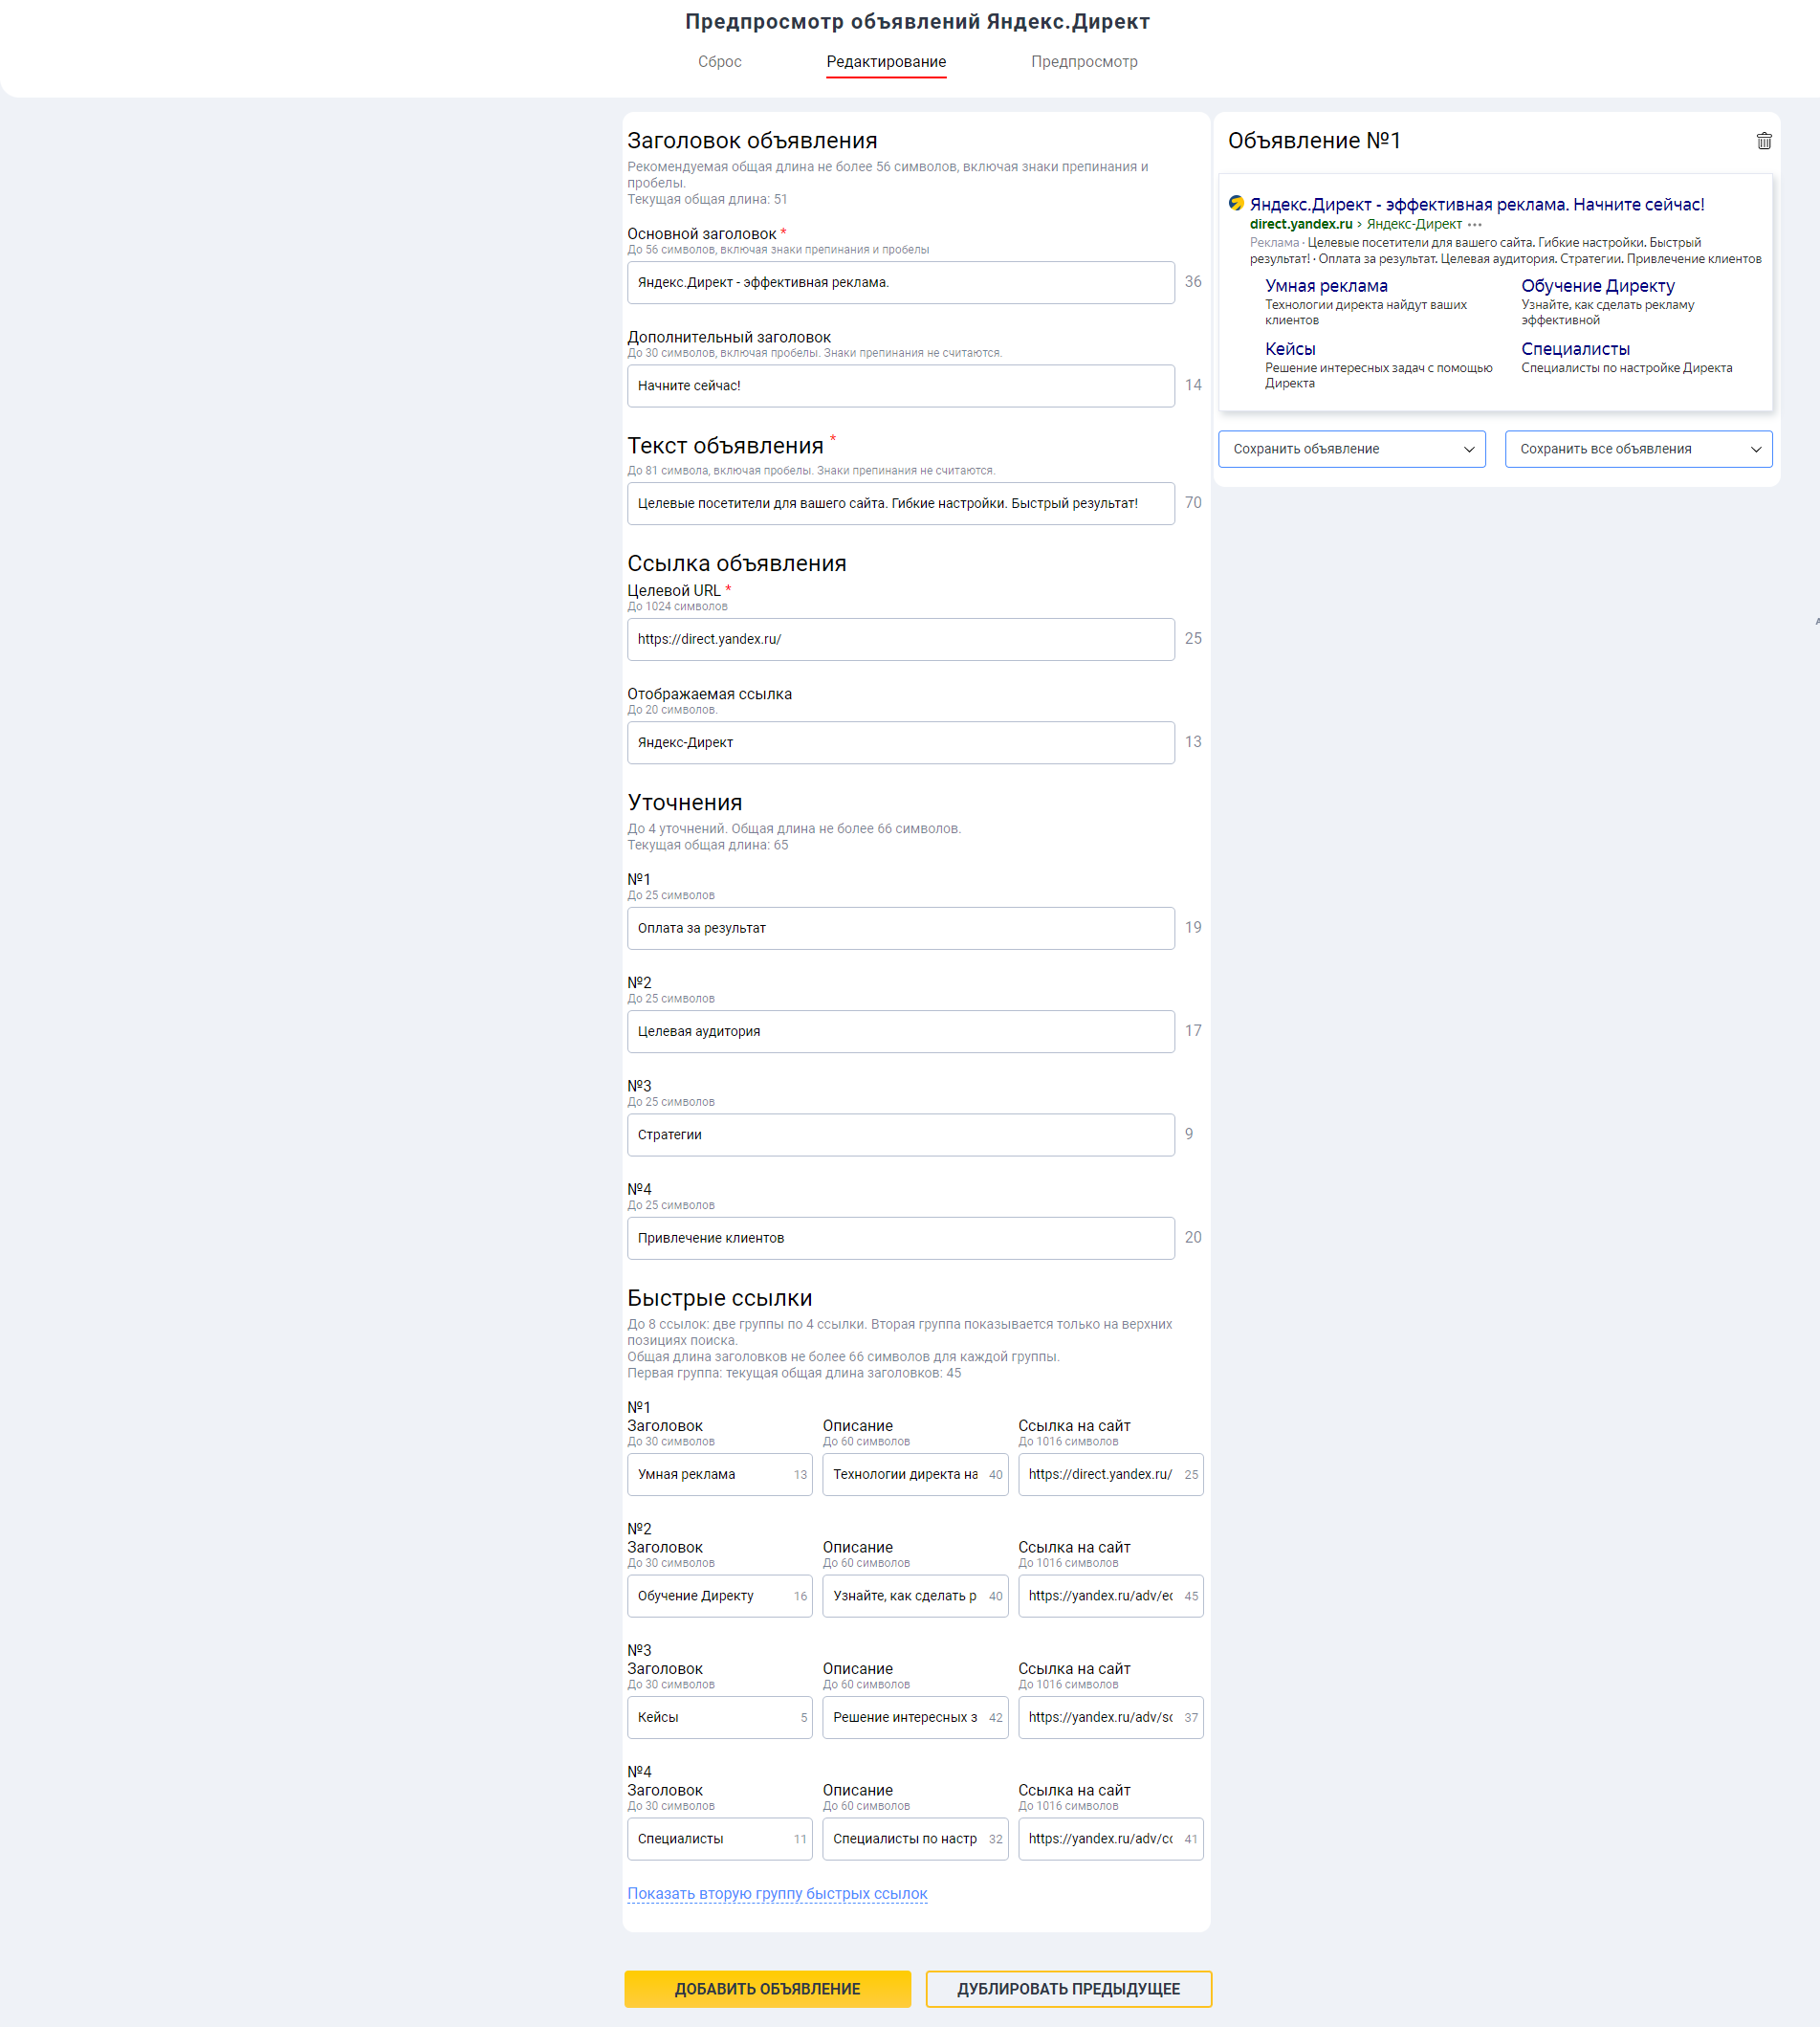 Предпросмотр объявлений Яндекс.Директ
Сброс
Редактирование
Предпросмотр
Заголовок объявления
Рекомендуемая общая длина не более 56 символов, включая знаки препинания и
пробелы.
Текущая общая длина: 51
Основной заголовок *
До 56 символов, включая знаки препинания и пробелы
Яндекс.Директ - эффективная реклама.
36
Дополнительный заголовок
До 30 символов, включая пробелы. Знаки препинания не считаются.
Начните сейчас!
14
Текст объявления *
До 81 символа, включая пробелы. Знаки препинания не считаются.
Целевые посетители для вашего сайта. Гибкие настройки. Быстрый результат!
70
Ссылка объявления
Целевой URL *
До 1024 символов
https://direct.yandex.ru/
25
Отображаемая ссылка
До 20 символов.
Яндекс-Директ
13
Уточнения
До 4 уточнений. Общая длина не более 66 символов.
Текущая общая длина: 65
№1
До 25 символов
Оплата за результат
19
№2
До 25 символов
Целевая аудитория
17
№3
До 25 символов
Стратегии
9
№4
До 25 символов
Привлечение клиентов
20
Быстрые ссылки
До 8 ссылок: две группы по 4 ссылки. Вторая группа показывается только на верхних
позициях поиска.
Общая длина заголовков не более 66 символов для каждой группы.
Первая группа: текущая общая длина заголовков: 45
№1
Заголовок Описание Ссылка на сайт
До 30 символов До 60 символов До 1016 символов
Умная реклама 13 Технологии директа на 40 https://direct.yandex.ru/ 25
№2
Заголовок Описание Ссылка на сайт
До 30 символов До 60 символов До 1016 символов
Обучение Директу 16 Узнайте, как сделать р 40 https://yandex.ru/adv/ec 45
№3
Заголовок Описание Ссылка на сайт
До 30 символов До 60 символов До 1016 символов
Кейсы 5 Решение интересных з 42 https://yandex.ru/adv/sc 37
№4
Заголовок Описание Ссылка на сайт
До 30 символов До 60 символов До 1016 символов
Специалисты 11 Специалисты по настр 32 https://yandex.ru/adv/cc 41
Показать вторую группу быстрых ссылок
ДОБАВИТЬ ОБЪЯВЛЕНИЕ
ДУБЛИРОВАТЬ ПРЕДЫДУЩЕЕ
Объявление №1
Яндекс.Директ - эффективная реклама. Начните сейчас!
direct.yandex.ru › Яндекс-Директ •••
Реклама · Целевые посетители для вашего сайта. Гибкие настройки. Быстрый
результат! · Оплата за результат. Целевая аудитория. Стратегии. Привлечение клиентов
Умная реклама
Технологии директа найдут ваших
клиентов
Обучение Директу
Узнайте, как сделать рекламу
эффективной
Кейсы
Решение интересных задач с помощью
Директа
Специалисты
Специалисты по настройке Директа
Сохранить объявление
Сохранить все объявления